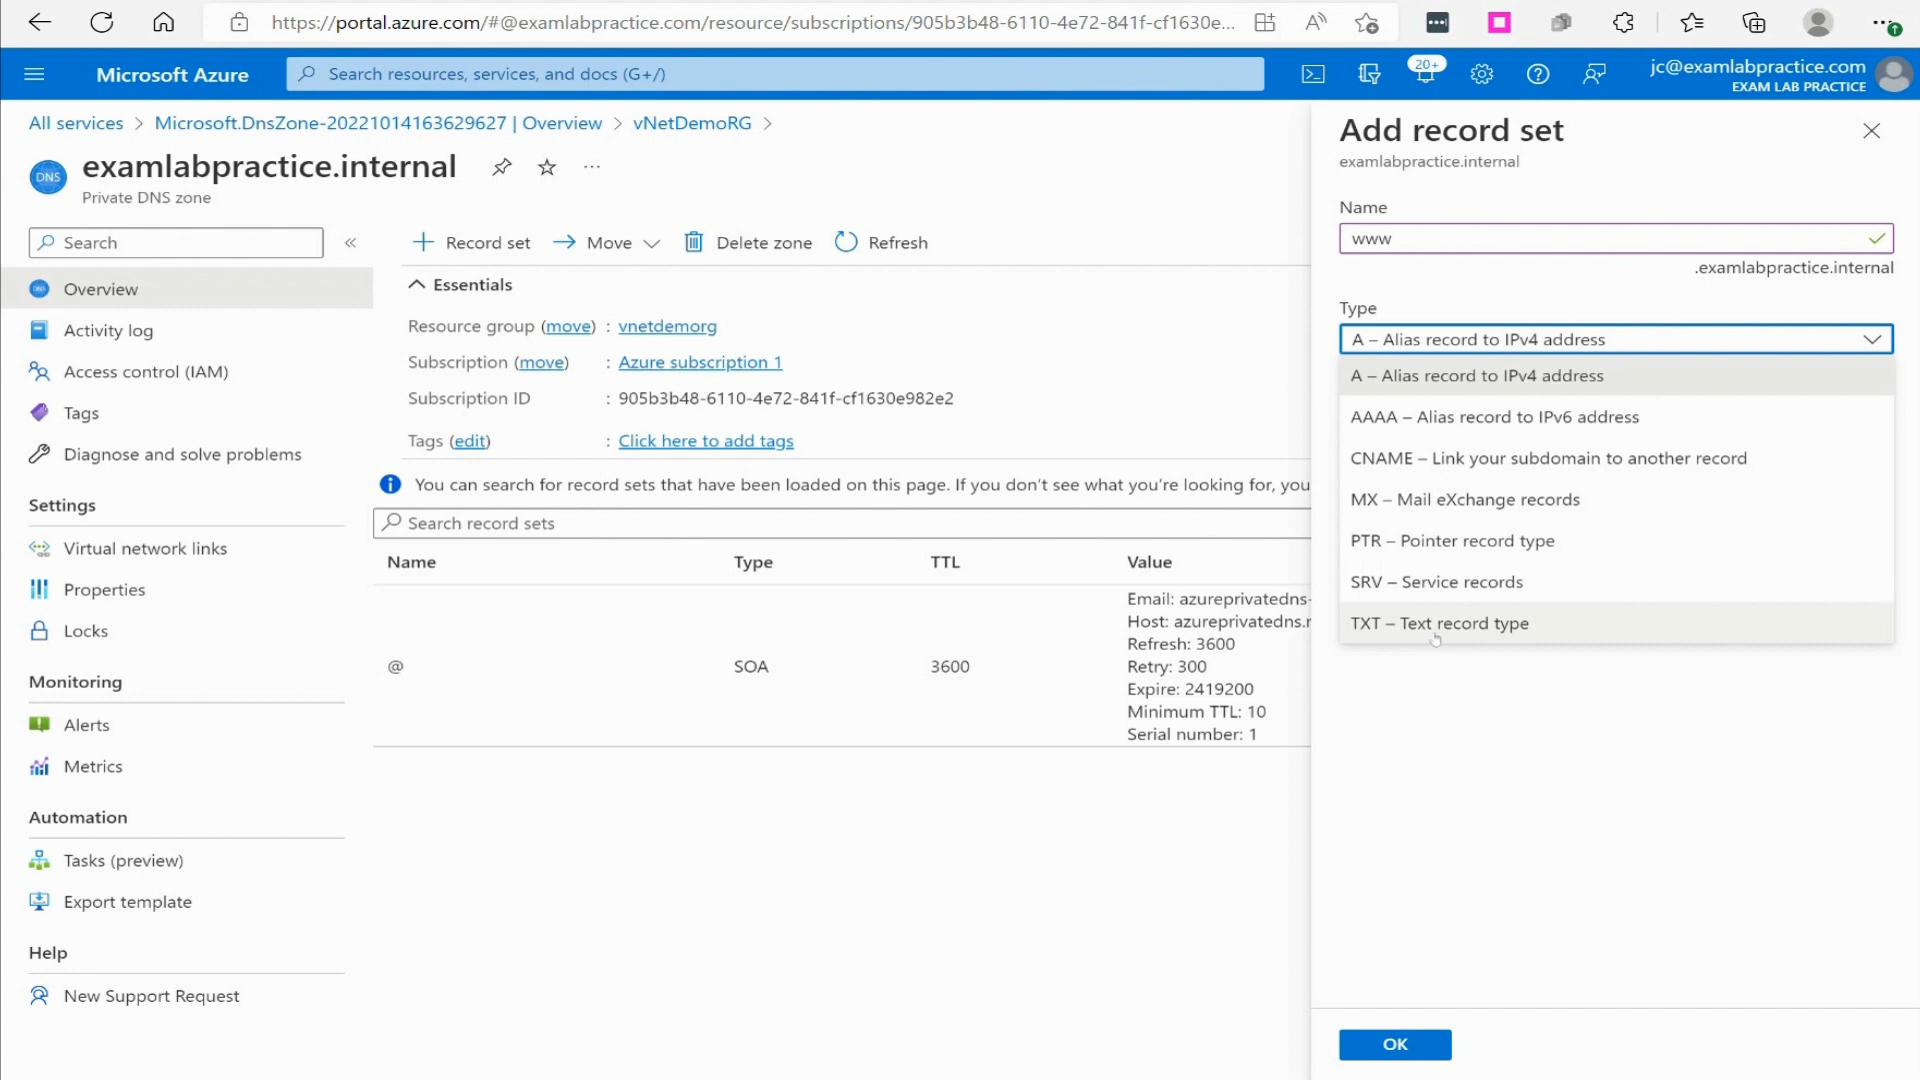 https://portal.azure.com/#@examlabpractice.com/resource/subscriptions/905b3b48-6110-4e72-841f-cf1630e...
Microsoft Azure
Search resources, services, and docs (G+/)
20+
jc@examlabpractice.com
EXAM LAB PRACTICE
All services > Microsoft.DnsZone-20221014163629627 | Overview > vNetDemoRG >
DNS
examlabpractice.internal
Private DNS zone
Search
Overview
Activity log
Access control (IAM)
Tags
Diagnose and solve problems
Settings
Virtual network links
Properties
Locks
Monitoring
Alerts
Metrics
Automation
Tasks (preview)
Export template
Help
New Support Request
Record set
Move
Delete zone
Refresh
Essentials
Resource group (move) : vnetdemorg
Subscription (move) : Azure subscription 1
Subscription ID : 905b3b48-6110-4e72-841f-cf1630e982e2
Tags (edit) : Click here to add tags
You can search for record sets that have been loaded on this page. If you don't see what you're looking for, you
Search record sets
Name Type TTL Value
@ SOA 3600
Email: azureprivatedns-
Host: azureprivatedns.r
Refresh: 3600
Retry: 300
Expire: 2419200
Minimum TTL: 10
Serial number: 1
Add record set
examlabpractice.internal
Name
www
.examlabpractice.internal
Type
A – Alias record to IPv4 address
A – Alias record to IPv4 address
AAAA – Alias record to IPv6 address
CNAME – Link your subdomain to another record
MX – Mail eXchange records
PTR – Pointer record type
SRV – Service records
TXT – Text record type
OK